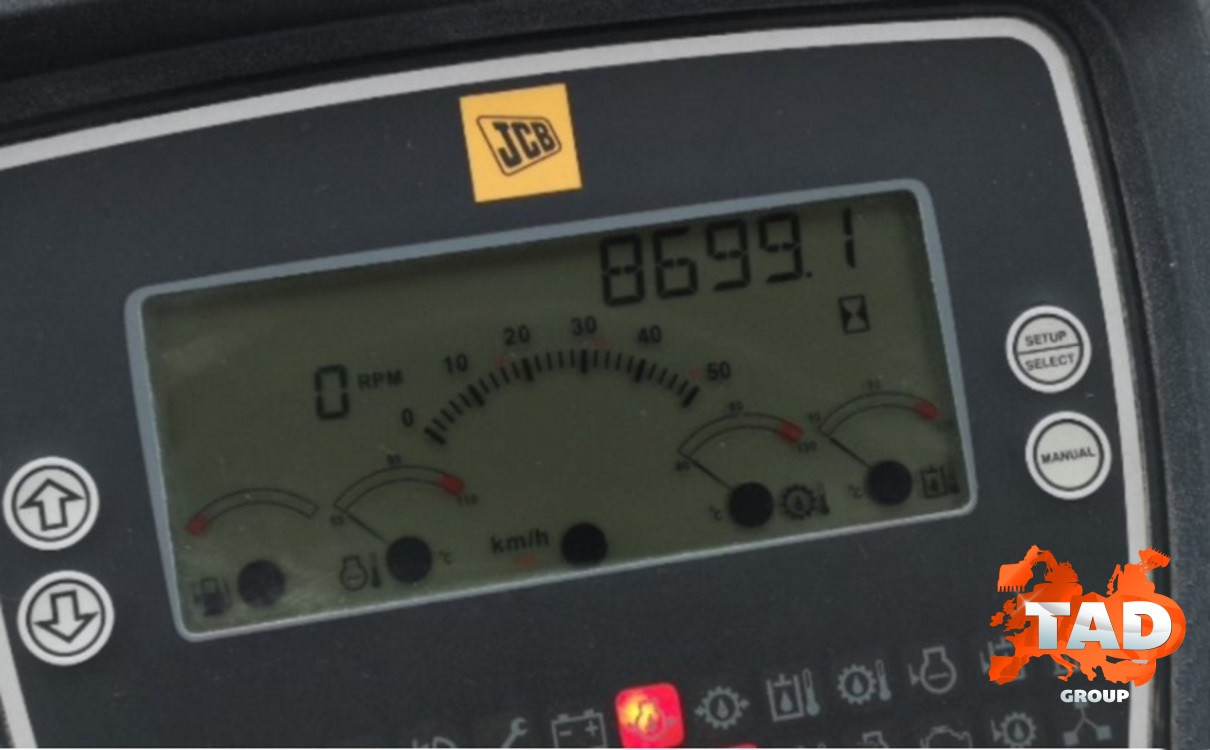 JCB
8699.1
0 RPM
0 10 20 30 40 50
km/h
°C
°C
°C
SETUP
SELECT
MANUAL
TAD
GROUP